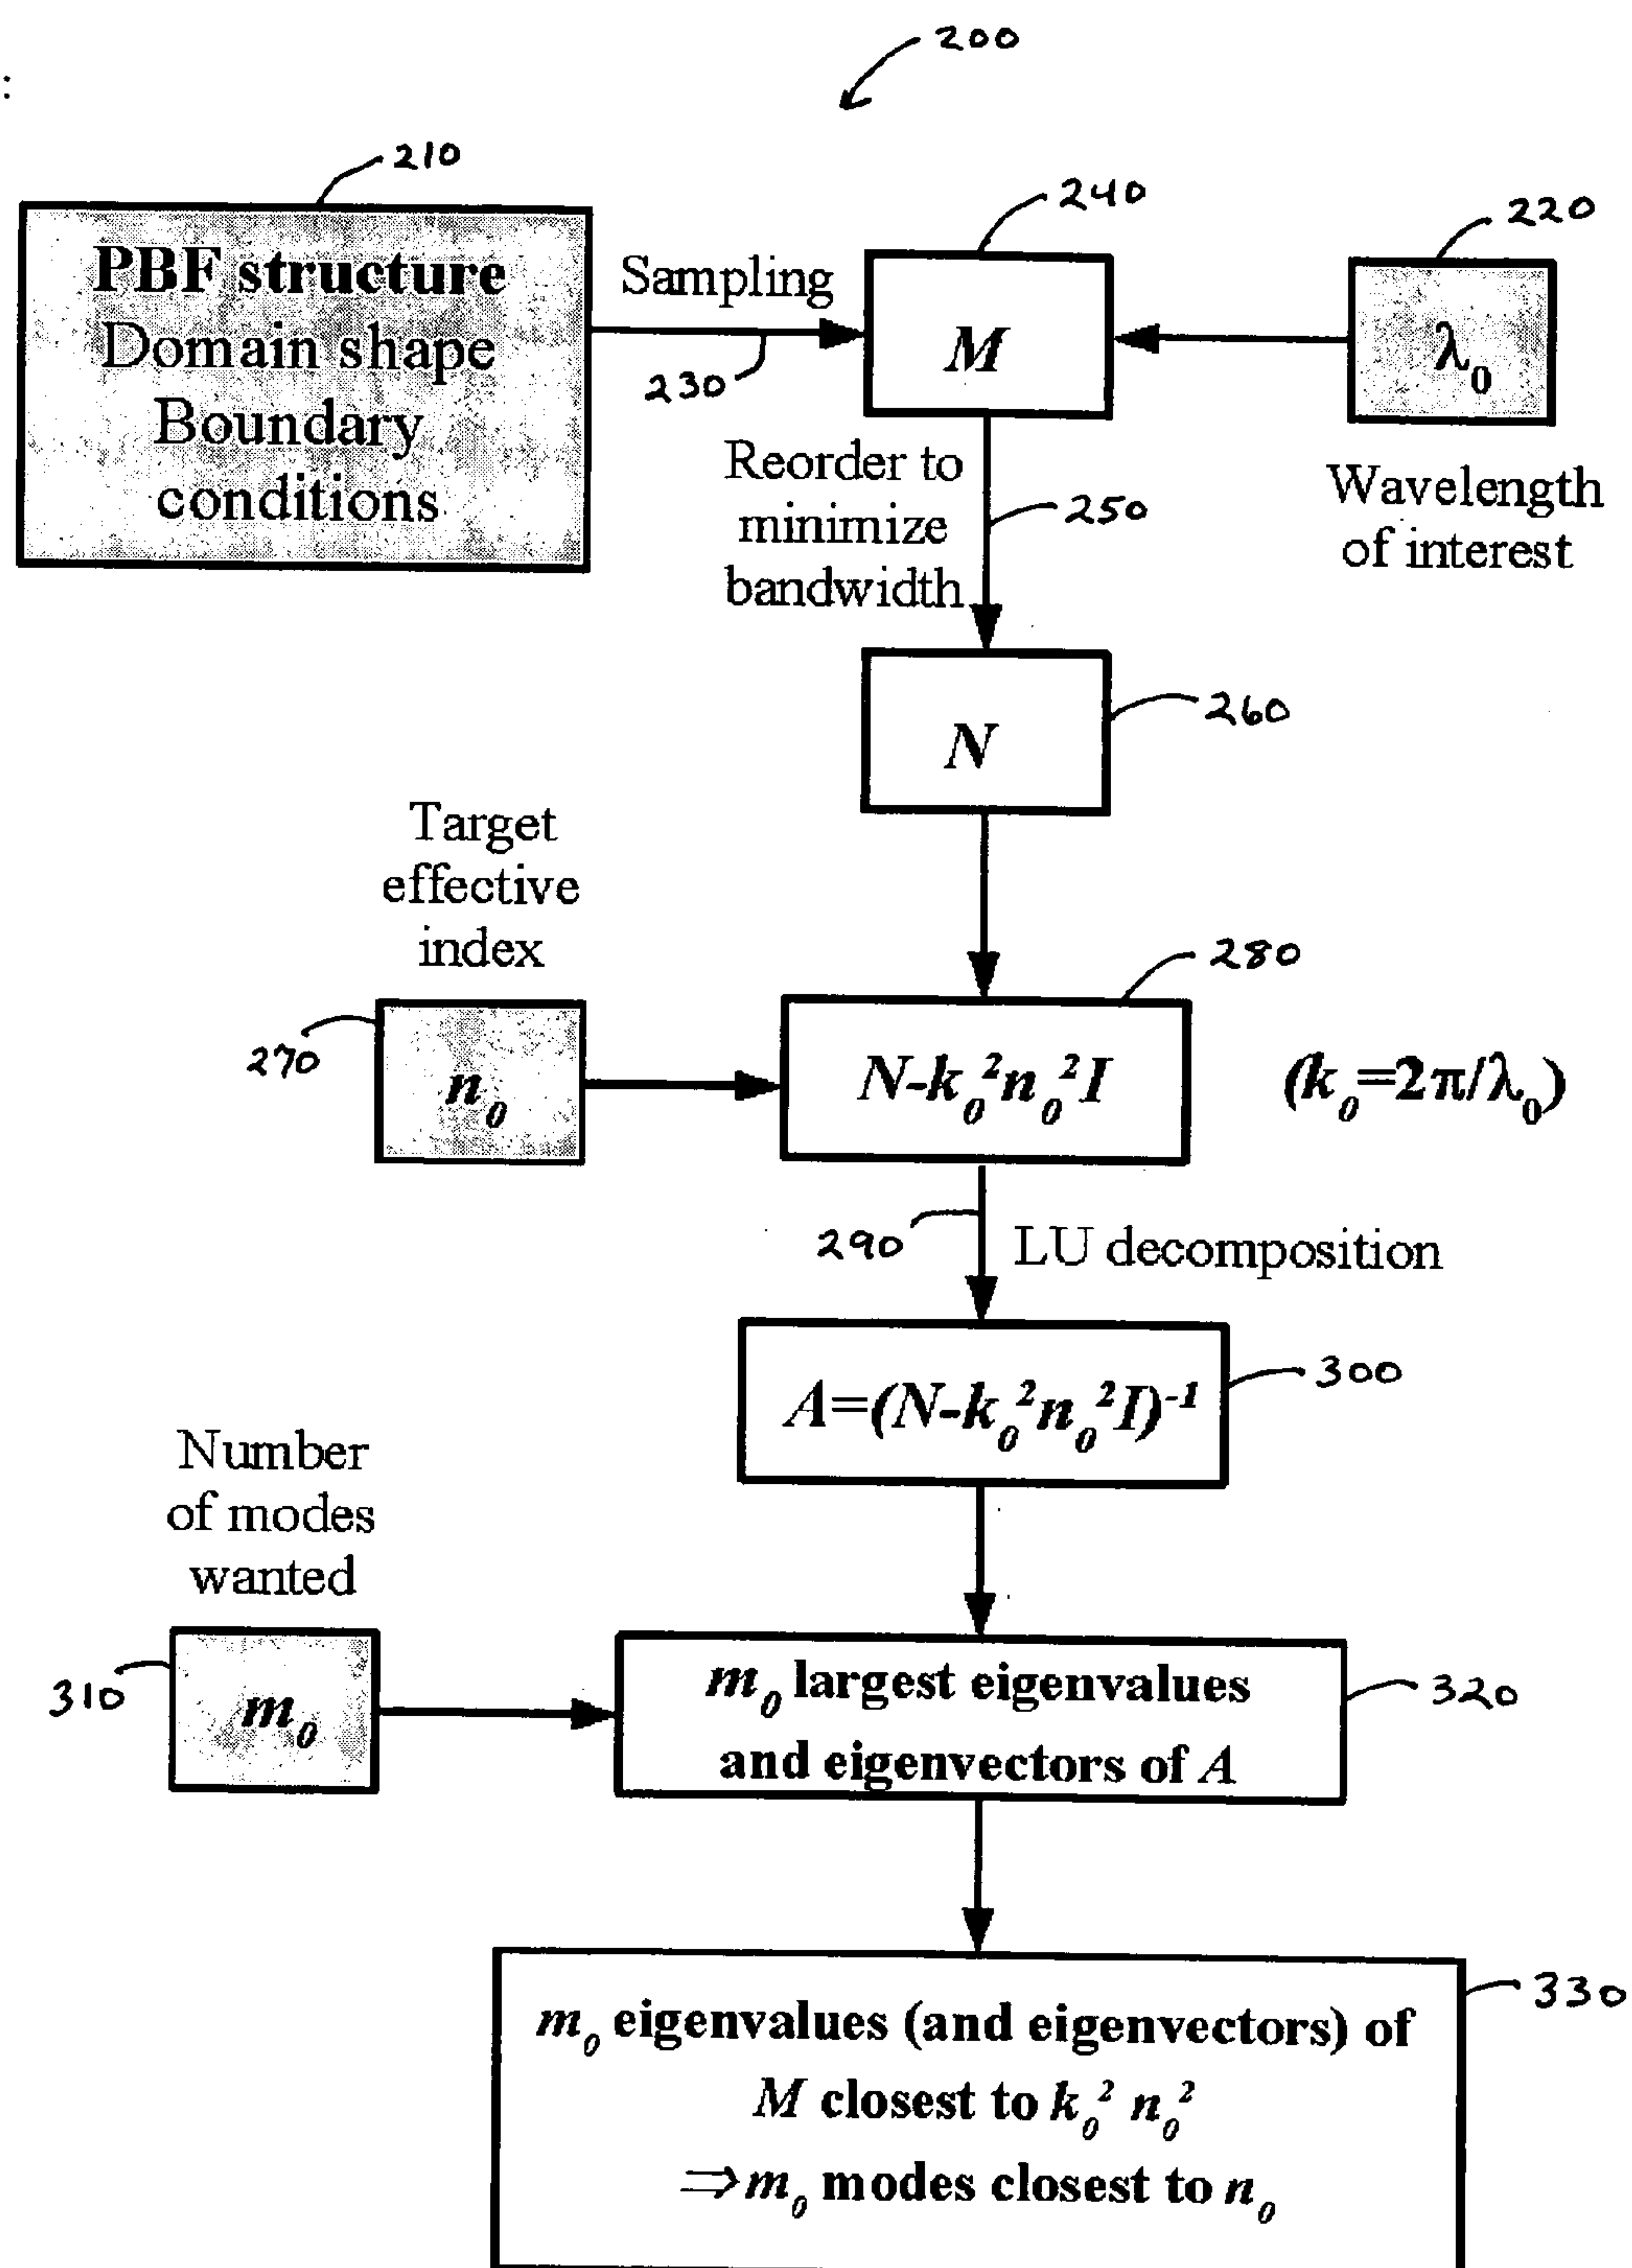 200
:
210
240
220
PBF structure
Domain shape
Boundary
conditions
Sampling
230
M
λ₀
Wavelength
of interest
Reorder to
minimize
bandwidth
250
N
260
Target
effective
index
270
n₀
280
N-k₀²n₀²I
(k₀=2π/λ₀)
290
LU decomposition
A=(N-k₀²n₀²I)⁻¹
300
Number
of modes
wanted
310
m₀
m₀ largest eigenvalues
and eigenvectors of A
320
330
m₀ eigenvalues (and eigenvectors) of
M closest to k₀² n₀²
⇒m₀ modes closest to n₀